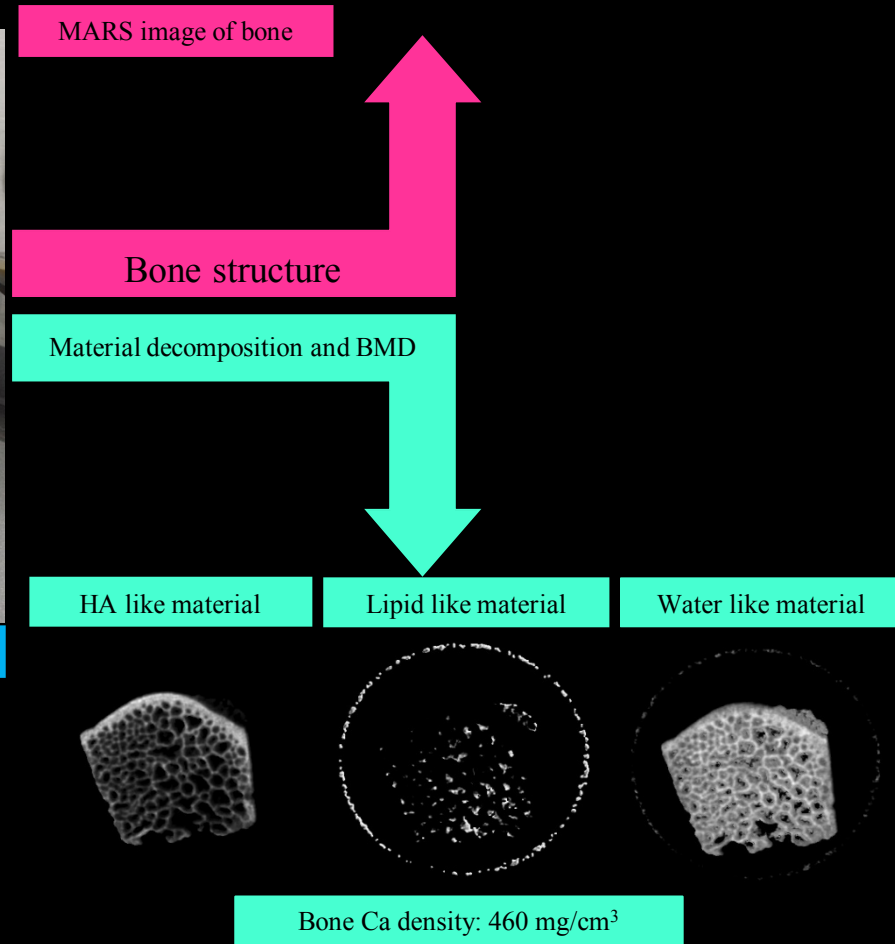 MARS image of bone
Bone structure
Material decomposition and BMD
HA like material
Lipid like material
Water like material
Bone Ca density: 460 mg/cm³